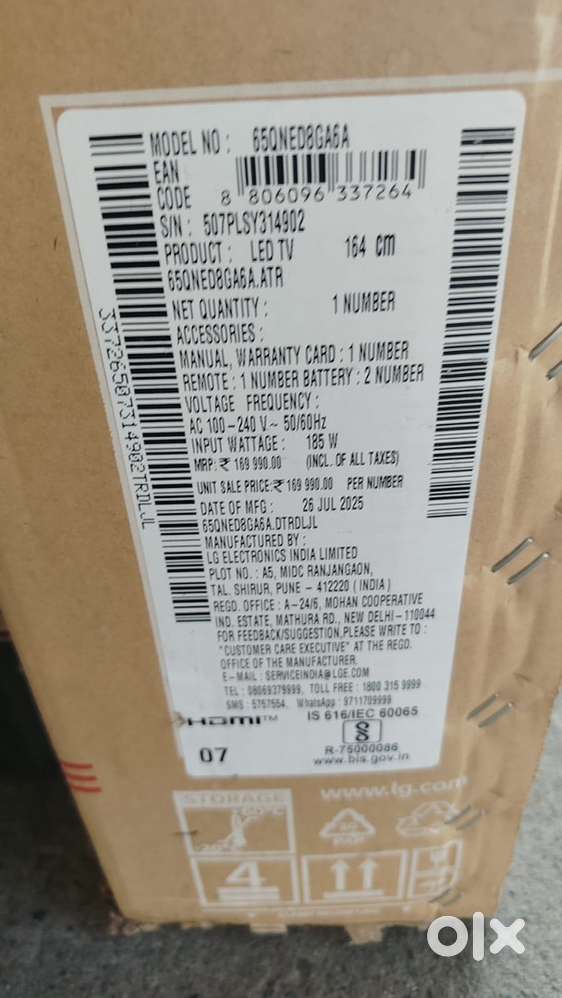 MODEL NO : 65QNED8GA6A
EAN
CODE 8 806096 337264
S/N : 507PLSY314902
PRODUCT : LED TV 164 cm
65QNED8GA6A.ATR
NET QUANTITY : 1 NUMBER
ACCESSORIES :
MANUAL, WARRANTY CARD : 1 NUMBER
REMOTE : 1 NUMBER BATTERY : 2 NUMBER
VOLTAGE FREQUENCY :
AC 100-240 V~ 50/60Hz
INPUT WATTAGE : 185 W
MRP: ₹ 169 990.00 (INCL. OF ALL TAXES)
UNIT SALE PRICE:₹ 169 990.00 PER NUMBER
DATE OF MFG : 26 JUL 2025
65QNED8GA6A.DTRDLJL
MANUFACTURED BY :
LG ELECTRONICS INDIA LIMITED
PLOT NO. : A5, MIDC RANJANGAON,
TAL. SHIRUR, PUNE - 412220 ( INDIA )
REGD. OFFICE : A-24/6, MOHAN COOPERATIVE
IND. ESTATE, MATHURA RD., NEW DELHI-110044
FOR FEEDBACK/SUGGESTION,PLEASE WRITE TO :
"CUSTOMER CARE EXECUTIVE" AT THE REGD.
OFFICE OF THE MANUFACTURER.
E-MAIL : SERVICEINDIA@LGE.COM
TEL : 08069379999, TOLL FREE : 1800 315 9999
SMS : 5767554, WhatsApp : 9711709999
HDMI™ IS 616/IEC 60065
07
R-75000086
www.bis.gov.in
33726507314902TRDLJL
www.lg.com
STORAGE
4
olx